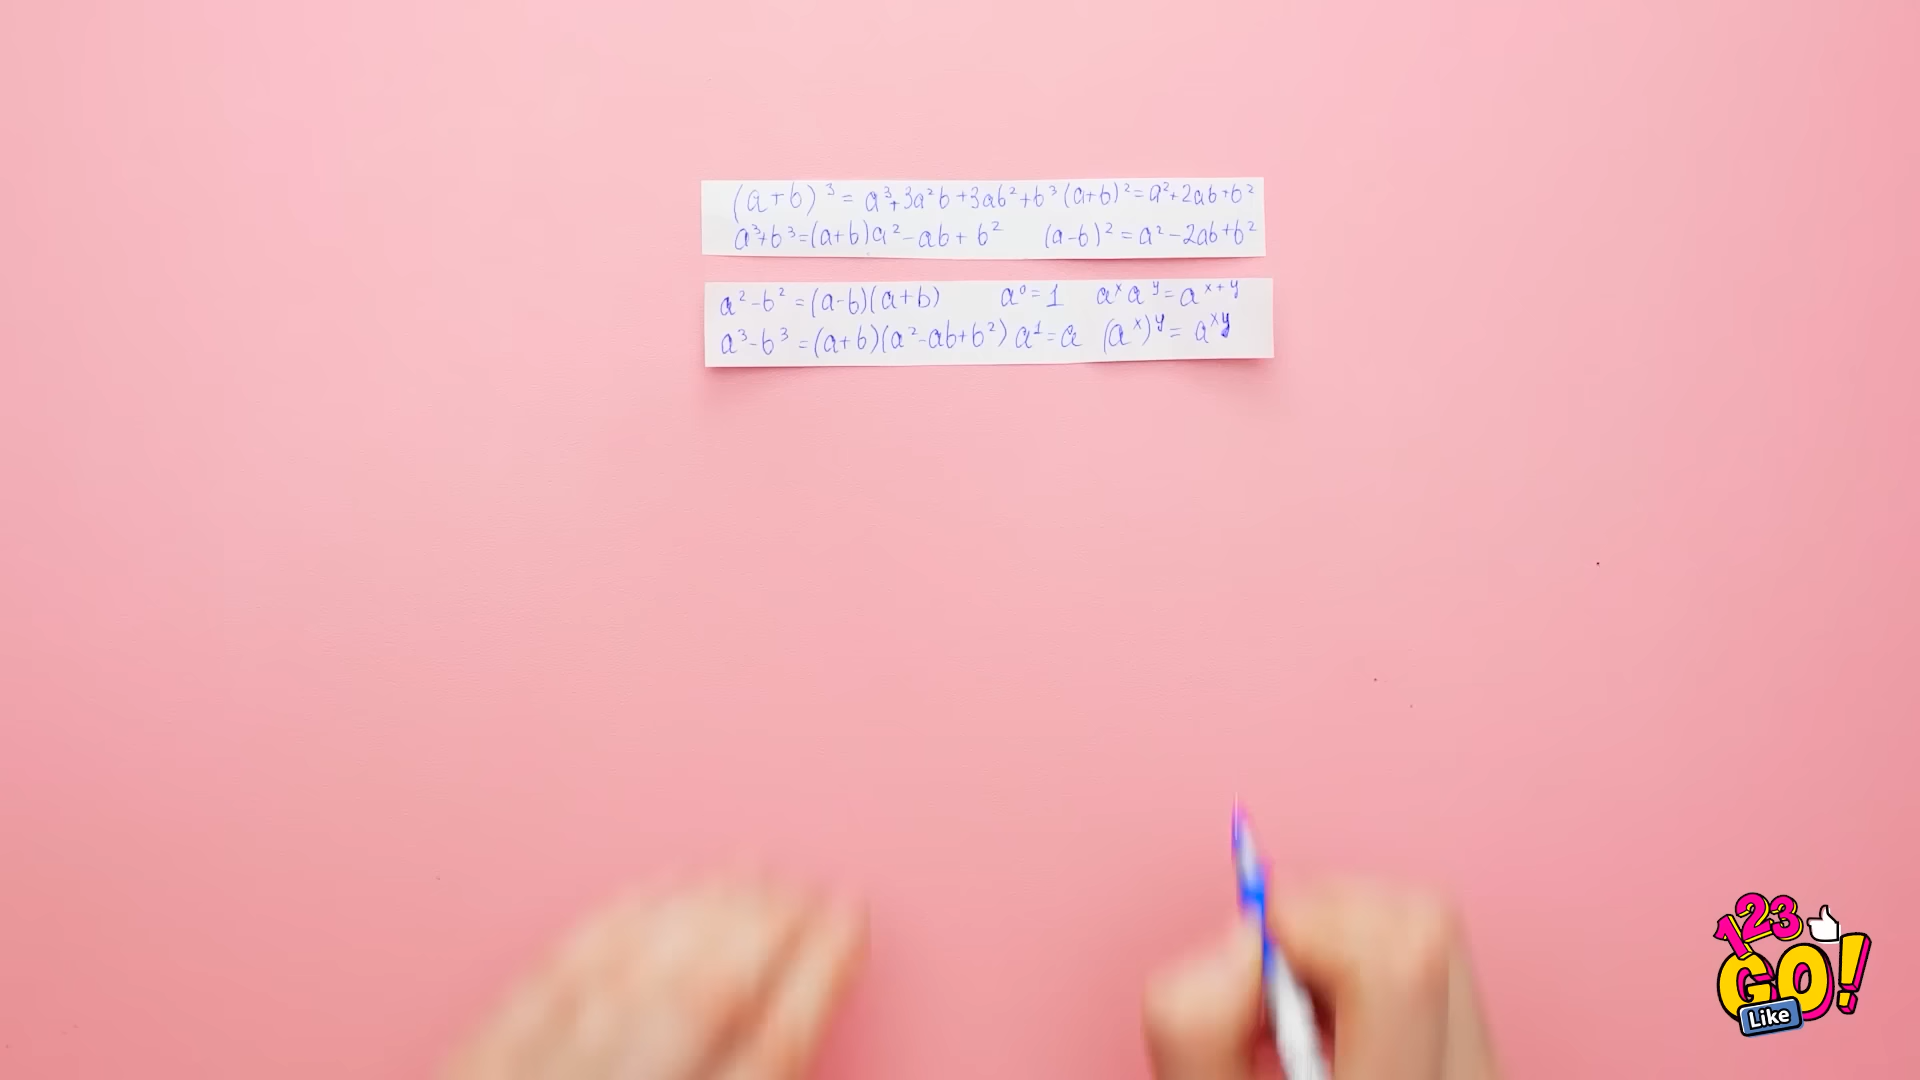 (a+b)³ = a³+3a²b+3ab²+b³ (a+b)²=a²+2ab+b²
a³+b³=(a+b)a²-ab+b² (a-b)²=a²-2ab+b²
a²-b²=(a-b)(a+b) a⁰=1 aˣaʸ=aˣ⁺ʸ
a³-b³=(a+b)(a²-ab+b²) a¹=a (aˣ)ʸ=aˣʸ
123
GO!
Like